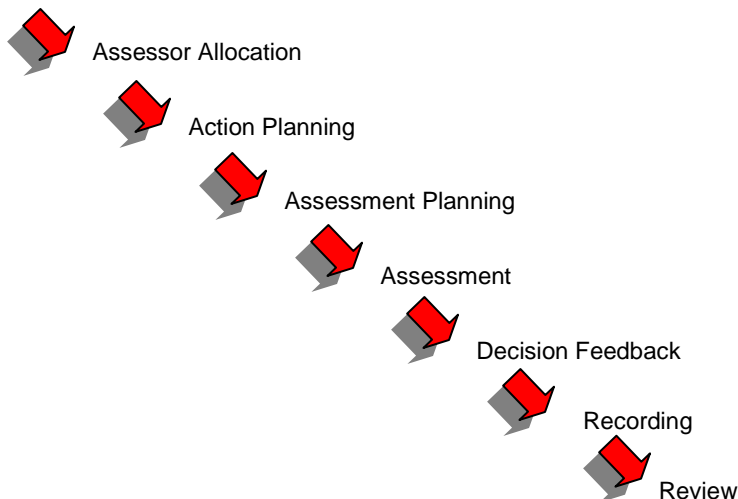 Assessor Allocation
Action Planning
Assessment Planning
Assessment
Decision Feedback
Recording
Review